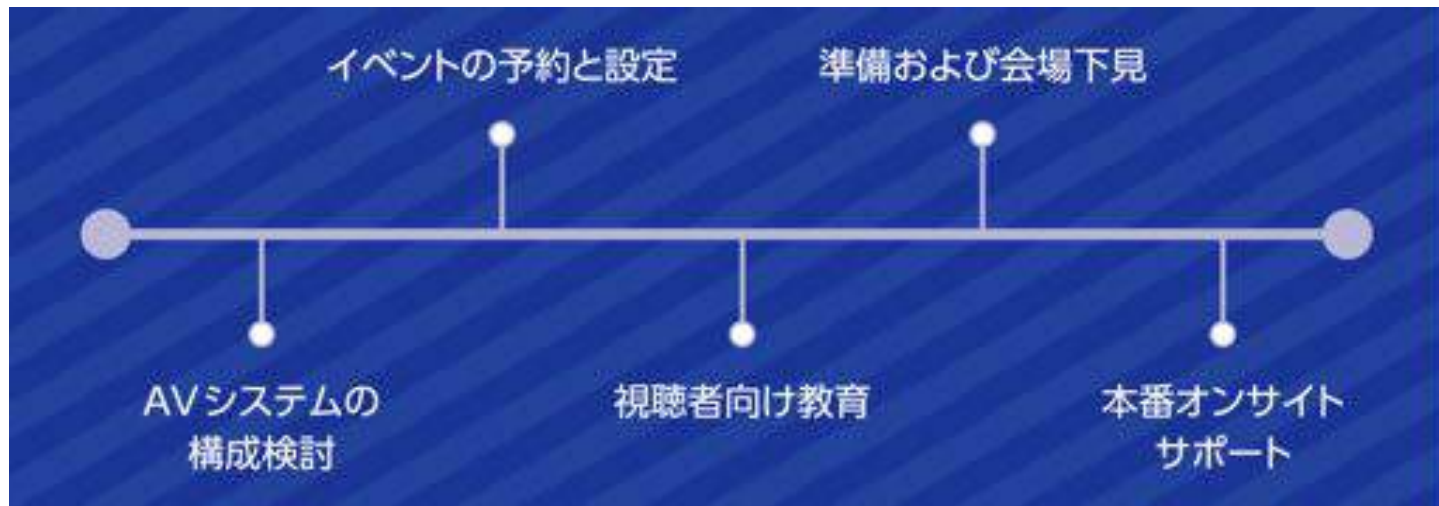 イベントの予約と設定
準備および会場下見
AVシステムの
構成検討
視聴者向け教育
本番オンサイト
サポート